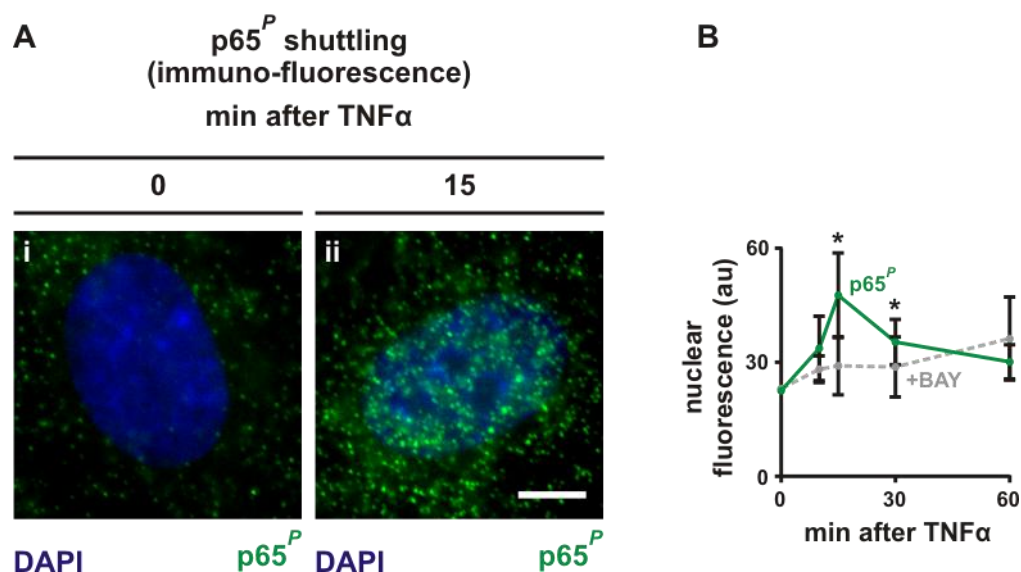 A
p65ᴾ shuttling
(immuno-fluorescence)
min after TNFα
0
15
i
ii
DAPI
p65ᴾ
DAPI
p65ᴾ
B
nuclear
fluorescence (au)
60
30
0
*
p65ᴾ
*
+BAY
0
30
60
min after TNFα